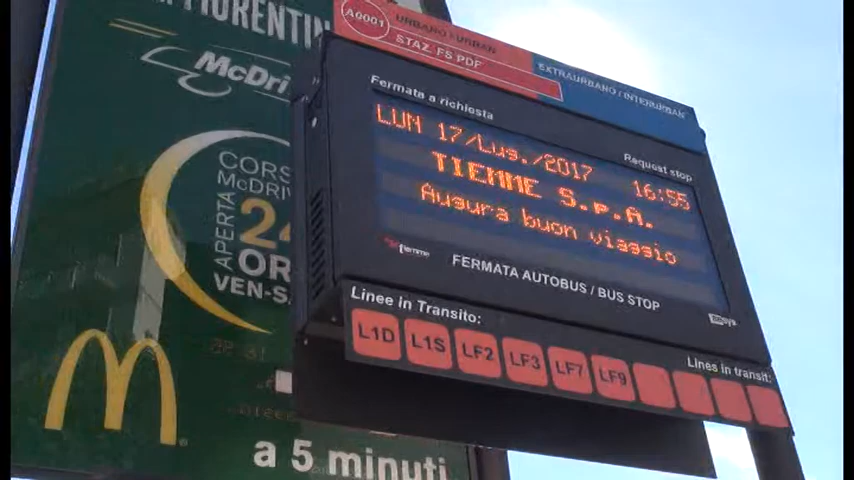 FIORENTIN
McDri
CORS
McDRIV
APERTA
24
OR
VEN-S
a 5 minuti
A0001
URBANO / URBAN
STAZ. FS PDF
EXTRAURBANO / INTERURBAN
Fermata a richiesta
Request stop
LUN 17/Lug./2017 16:55
TIEMME S.p.A.
Augura buon viaggio
tiemme
FERMATA AUTOBUS / BUS STOP
Linee in Transito:
Lines in transit:
L1D L1S LF2 LF3 LF7 LF9